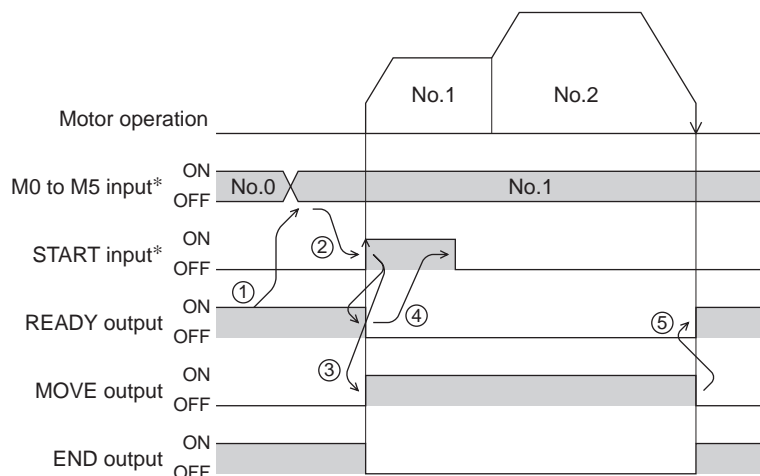 No.1
No.2
Motor operation
M0 to M5 input*
ON
OFF
No.0
No.1
START input*
ON
OFF
②
①
READY output
ON
OFF
④
⑤
③
MOVE output
ON
OFF
END output
ON
OFF